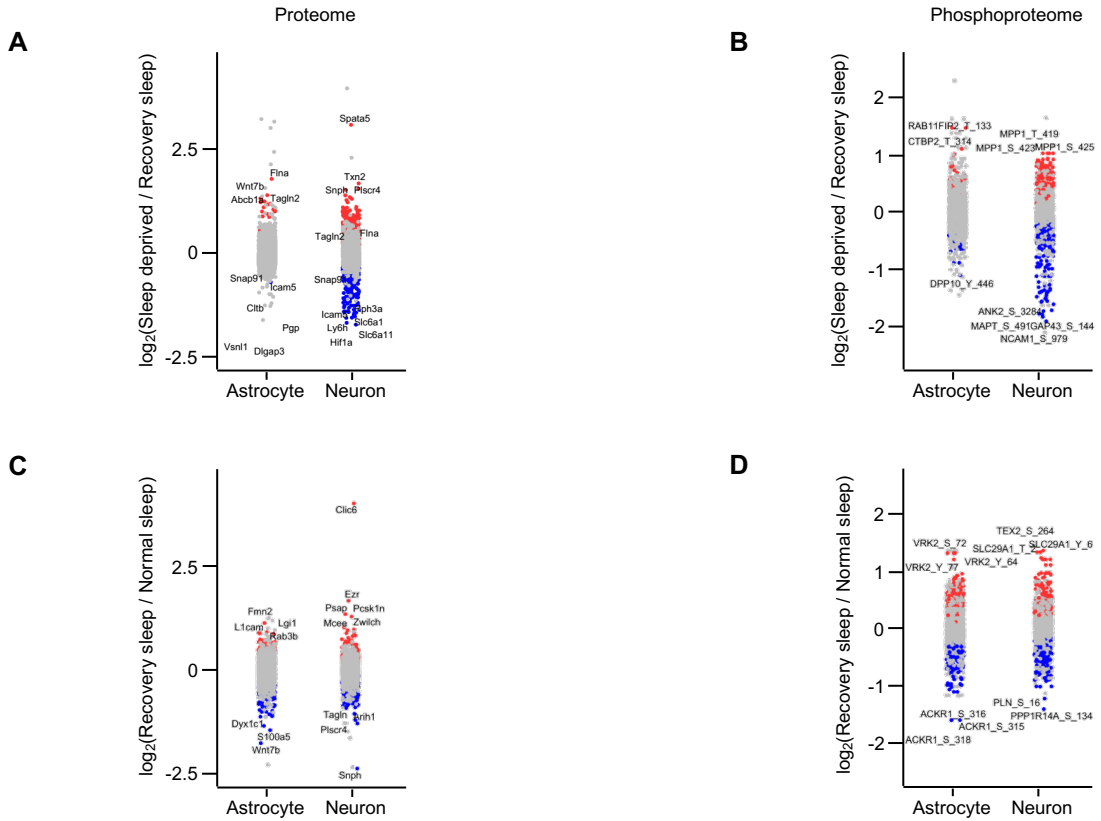 Proteome
Phosphoproteome
A
log2(Sleep deprived / Recovery sleep)
2.5
0
-2.5
Spata5
Flna
Txn2
Wnt7b
Snph
Plscr4
Abcb1a
Tagln2
Tagln2
Flna
Snap91
Snap91
Icam5
Rph3a
Cltb
Icam5
Slc6a1
Pgp
Ly6h
Slc6a11
Vsnl1
Dlgap3
Hif1a
Astrocyte
Neuron
B
log2(Sleep deprived / Recovery sleep)
2
1
0
-1
-2
RAB11FIP2_T_133
MPP1_T_419
CTBP2_T_314
MPP1_S_423
MPP1_S_425
DPP10_Y_446
ANK2_S_3284
MAPT_S_491
GAP43_S_144
NCAM1_S_979
Astrocyte
Neuron
C
log2(Recovery sleep / Normal sleep)
2.5
0
-2.5
Clic6
Ezr
Fmn2
Psap
Pcsk1n
L1cam
Lgi1
Mcee
Zwilch
Rab3b
Dyx1c1
Tagln
Arih1
S100a5
Plscr4
Wnt7b
Snph
Astrocyte
Neuron
D
log2(Recovery sleep / Normal sleep)
2
1
0
-1
-2
TEX2_S_264
VRK2_S_72
SLC29A1_T_2
SLC29A1_Y_6
VRK2_Y_77
VRK2_Y_64
PLN_S_16
ACKR1_S_316
PPP1R14A_S_134
ACKR1_S_315
ACKR1_S_318
Astrocyte
Neuron